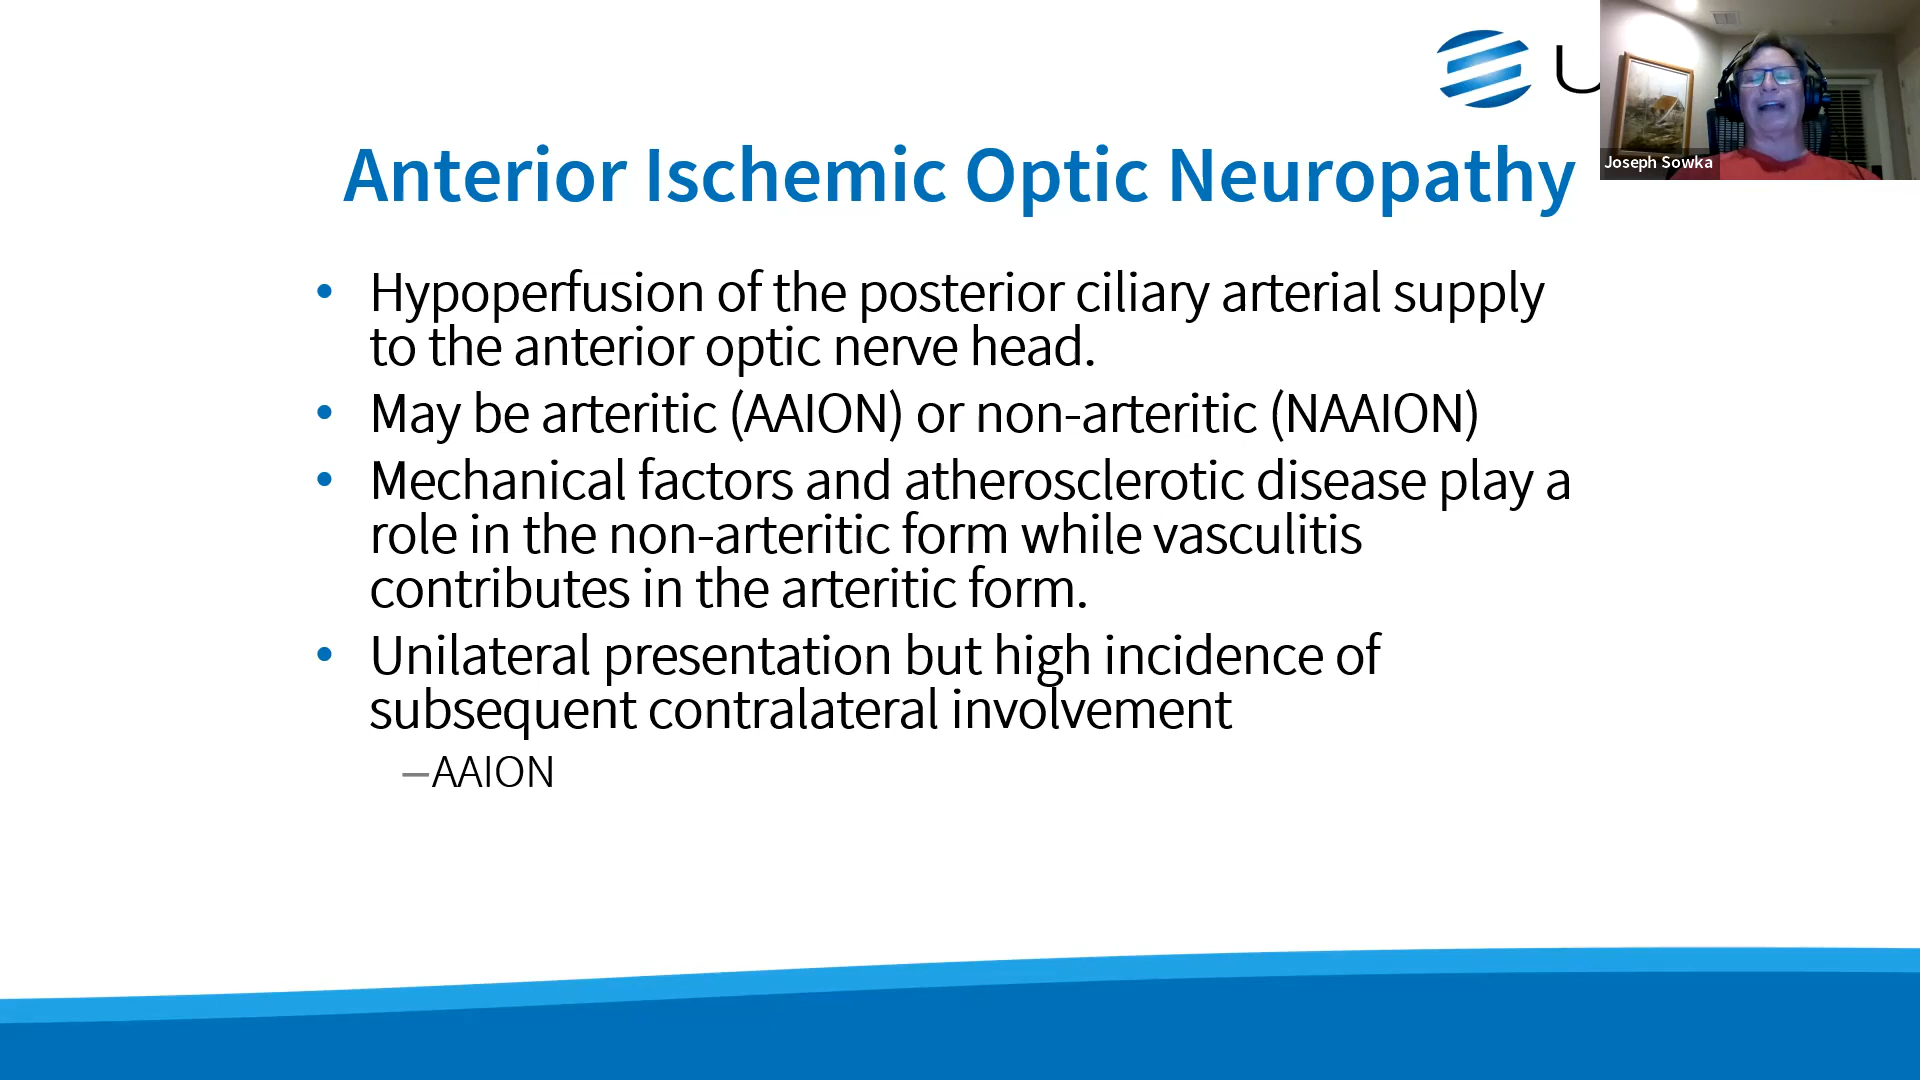 U
Joseph Sowka
Anterior Ischemic Optic Neuropathy
• Hypoperfusion of the posterior ciliary arterial supply
to the anterior optic nerve head.
• May be arteritic (AAION) or non-arteritic (NAAION)
• Mechanical factors and atherosclerotic disease play a
role in the non-arteritic form while vasculitis
contributes in the arteritic form.
• Unilateral presentation but high incidence of
subsequent contralateral involvement
–AAION